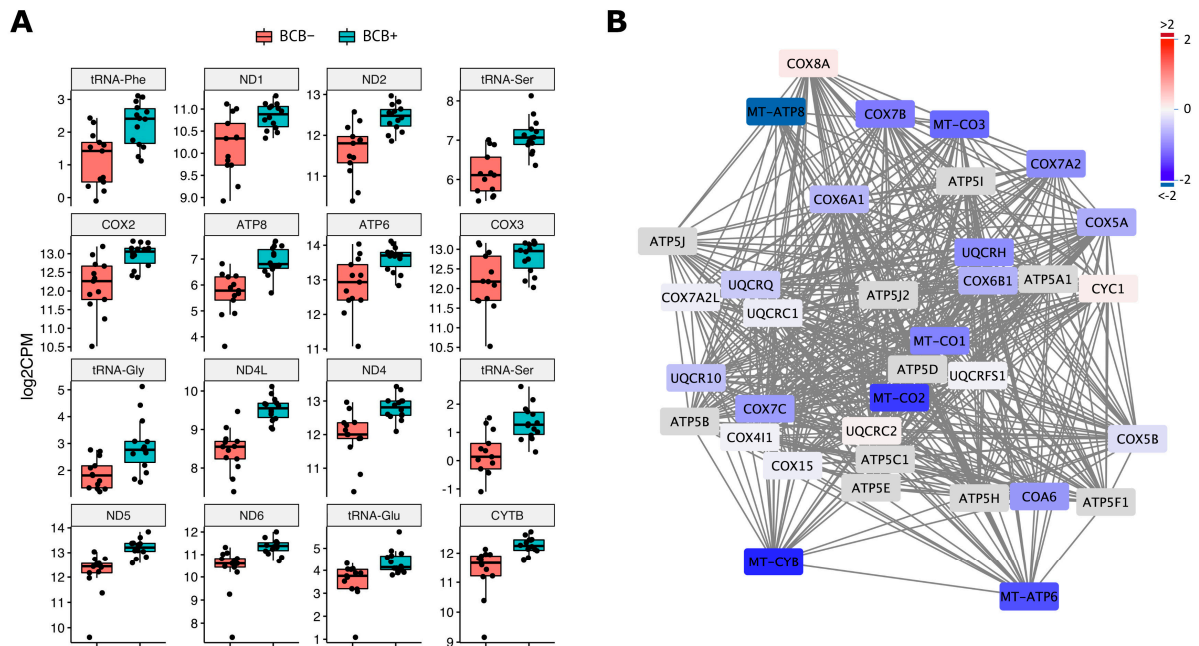 A
BCB−
BCB+
log2CPM
tRNA-Phe
ND1
ND2
tRNA-Ser
3
2
1
0
11.0
10.5
10.0
9.5
9.0
13
12
11
8
7
6
COX2
ATP8
ATP6
COX3
13.0
12.5
12.0
11.5
11.0
10.5
7
6
5
4
14
13
12
11
13.0
12.5
12.0
11.5
11.0
10.5
tRNA-Gly
ND4L
ND4
tRNA-Ser
5
4
3
2
10
9
8
13
12
11
2
1
0
-1
ND5
ND6
tRNA-Glu
CYTB
14
13
12
11
10
12
11
10
9
8
5
4
3
2
1
12
11
10
9
B
>2
2
0
-2
<-2
COX8A
MT-ATP8
COX7B
MT-CO3
COX7A2
ATP5I
COX6A1
COX5A
ATP5J
UQCRH
COX6B1
ATP5A1
CYC1
UQCRQ
COX7A2L
ATP5J2
UQCRC1
MT-CO1
ATP5D
UQCRFS1
UQCR10
MT-CO2
COX7C
ATP5B
UQCRC2
COX4I1
COX5B
ATP5C1
COX15
ATP5E
ATP5H
COA6
ATP5F1
MT-CYB
MT-ATP6